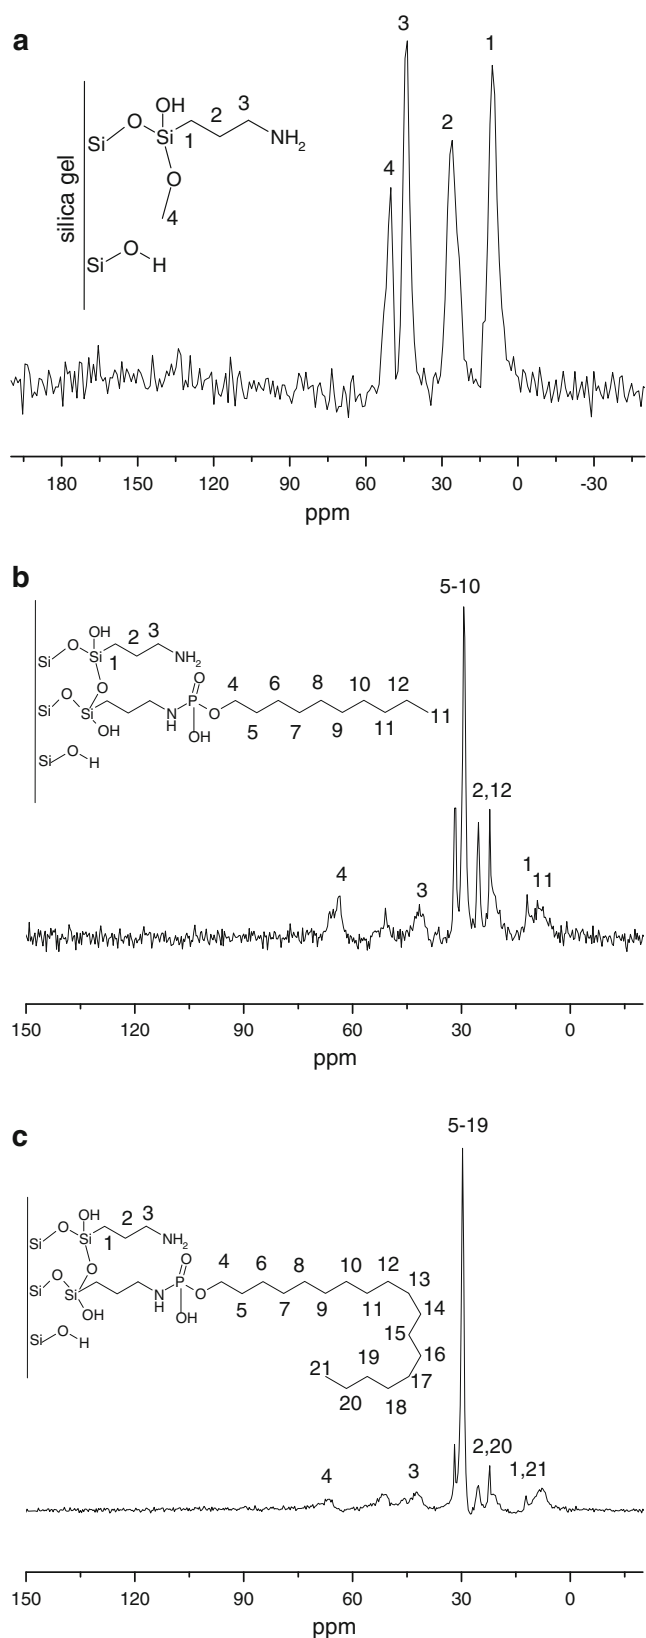 a
3
1
2
4
silica gel
OH
3
2
O
Si
Si
1
NH2
O
4
O
Si
H
180
150
120
90
60
30
0
-30
ppm
b
5-10
OH
2
3
O
Si
Si
1
NH2
O
O
O
4
6
8
10
12
Si
Si
N
H
P
O
11
OH
OH
5
7
9
11
O
Si
H
2,12
4
3
1
11
150
120
90
60
30
0
ppm
c
5-19
OH
2
3
O
Si
Si
1
NH2
O
O
O
4
6
8
10
12
Si
Si
N
H
P
O
13
OH
OH
5
7
9
11
14
O
Si
H
15
16
21
19
17
20
18
2,20
4
3
1,21
150
120
90
60
30
0
ppm